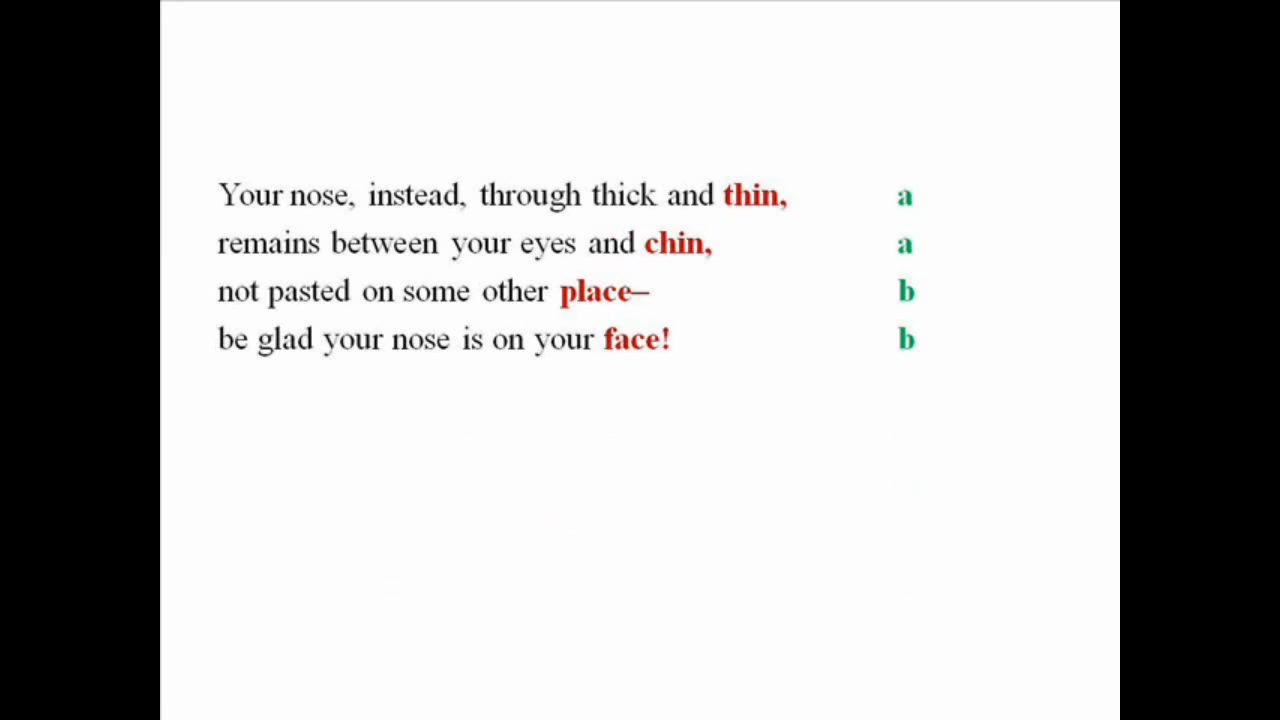 Your nose, instead, through thick and thin, a
remains between your eyes and chin, a
not pasted on some other place– b
be glad your nose is on your face! b